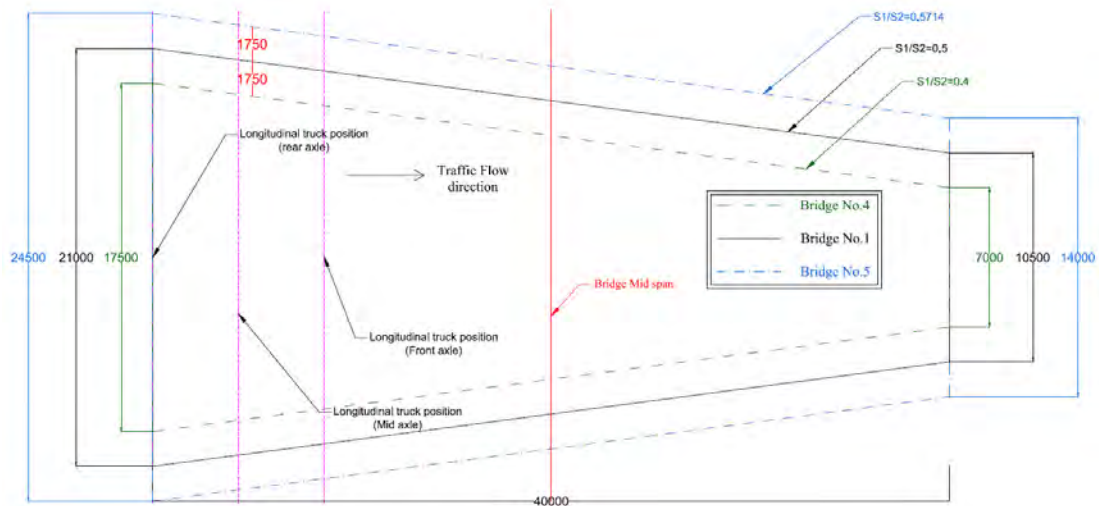 S1/S2=0.5714
1750
S1/S2=0.5
1750
S1/S2=0.4
Longitudinal truck position
(rear axle)
Traffic Flow
direction
Bridge No.4
Bridge No.1
Bridge No.5
24500
21000
17500
7000
10500
14000
Bridge Mid span
Longitudinal truck position
(Front axle)
Longitudinal truck position
(Mid axle)
40000